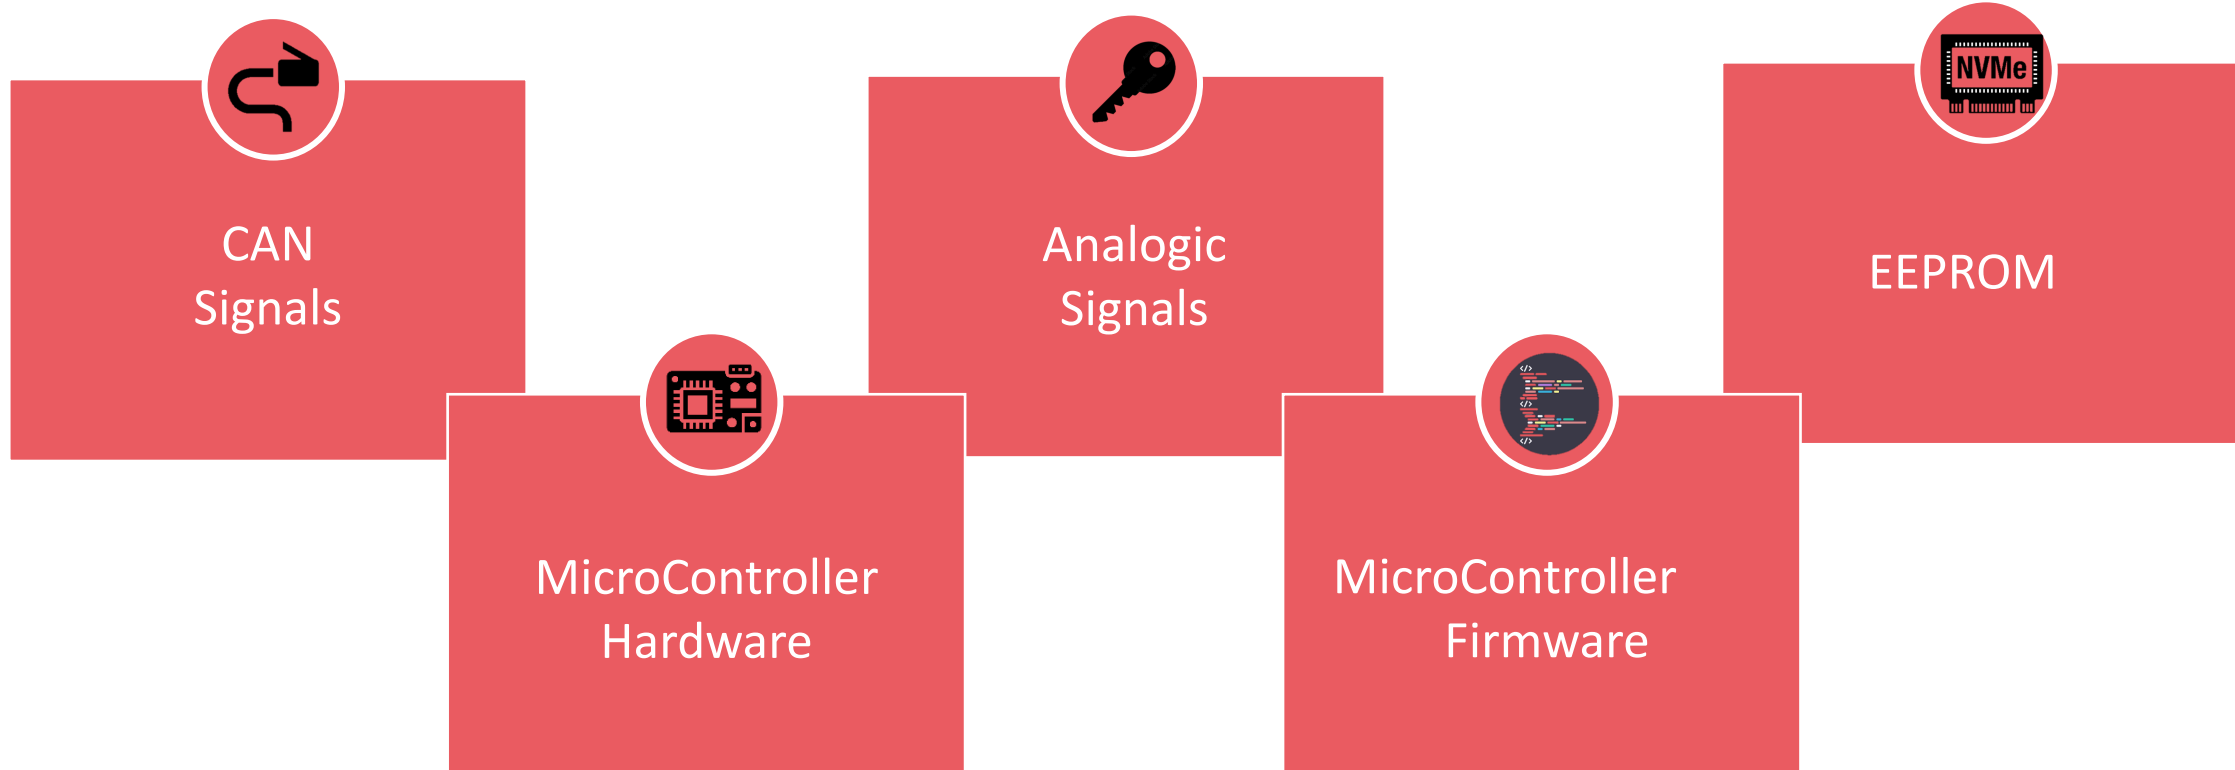 CAN
Signals
Analogic
Signals
NVMe
EEPROM
MicroController
Hardware
</>
</>
</>
MicroController
Firmware